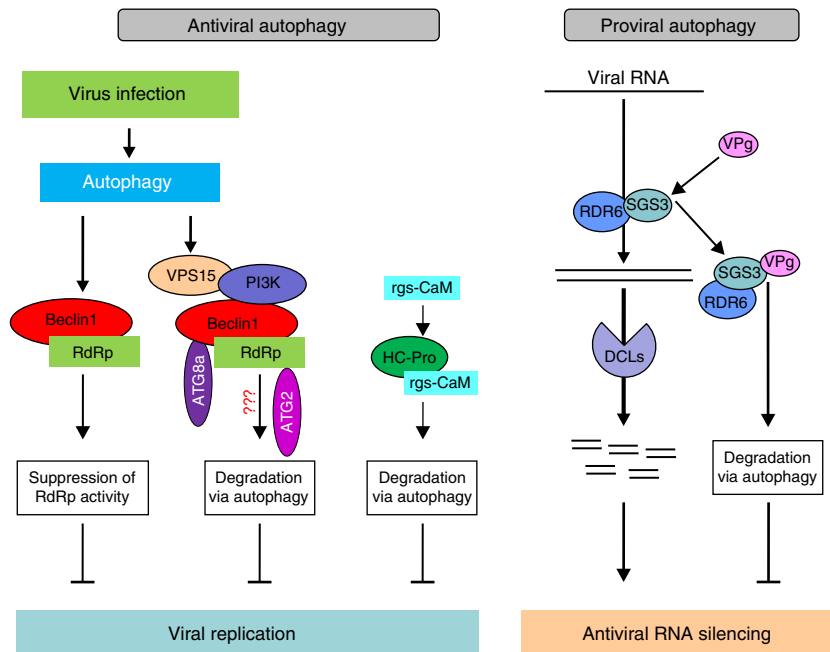 Antiviral autophagy
Virus infection
Autophagy
VPS15
PI3K
Beclin1
RdRp
Beclin1
RdRp
ATG8a
???
ATG2
rgs-CaM
HC-Pro
rgs-CaM
Suppression of
RdRp activity
Degradation
via autophagy
Degradation
via autophagy
Viral replication
Proviral autophagy
Viral RNA
VPg
RDR6
SGS3
SGS3
VPg
RDR6
DCLs
Degradation
via autophagy
Antiviral RNA silencing